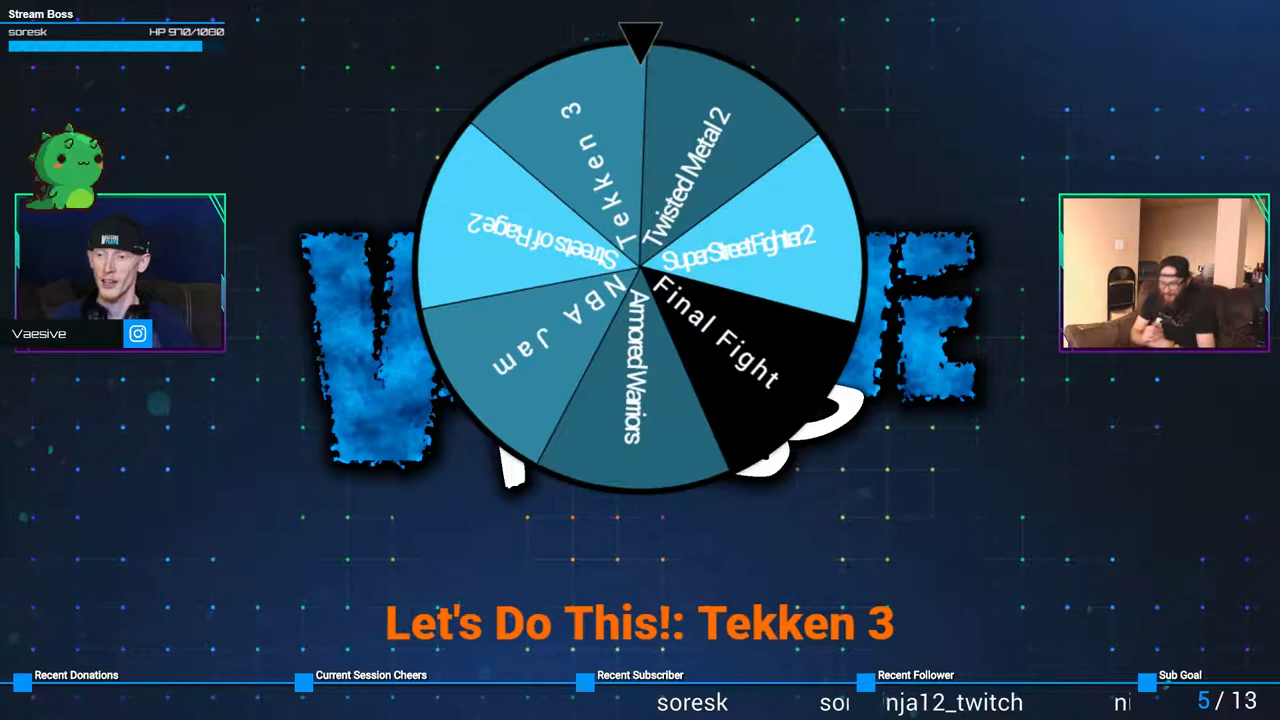 Stream Boss
soresk HP 970/1080
Tekken 3
Twisted Metal 2
Streets of Rage 2
Super Street Fighter 2
NBA Jam
Armored Warriors
Final Fight
Vaesive
Let's Do This!: Tekken 3
Recent Donations
Current Session Cheers
Recent Subscriber
Recent Follower
Sub Goal
soresk
nja12_twitch
5 / 13